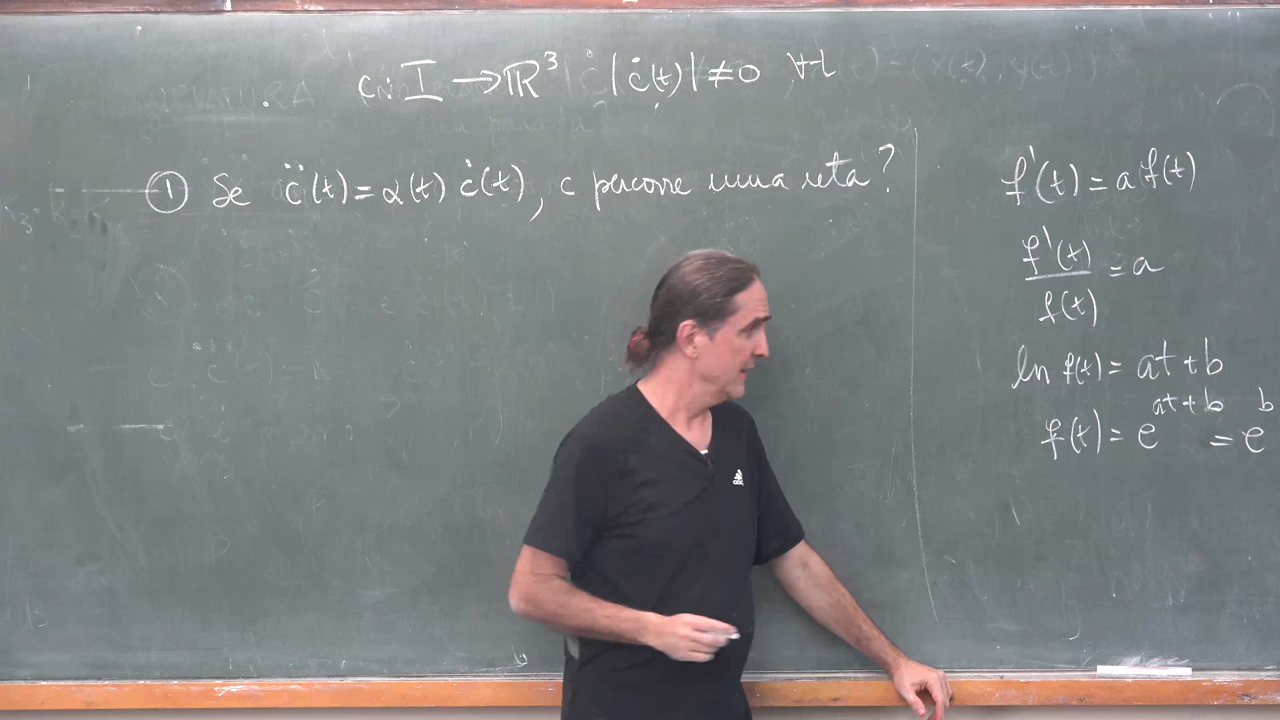 c: I → ℝ³ |ċ(t)| ≠ 0 ∀t
① Se c̈(t) = α(t) ċ(t), c percorre uma reta?
f'(t) = a f(t)
f'(t)/f(t) = a
ln f(t) = at + b
f(t) = e^{at+b} = e^b